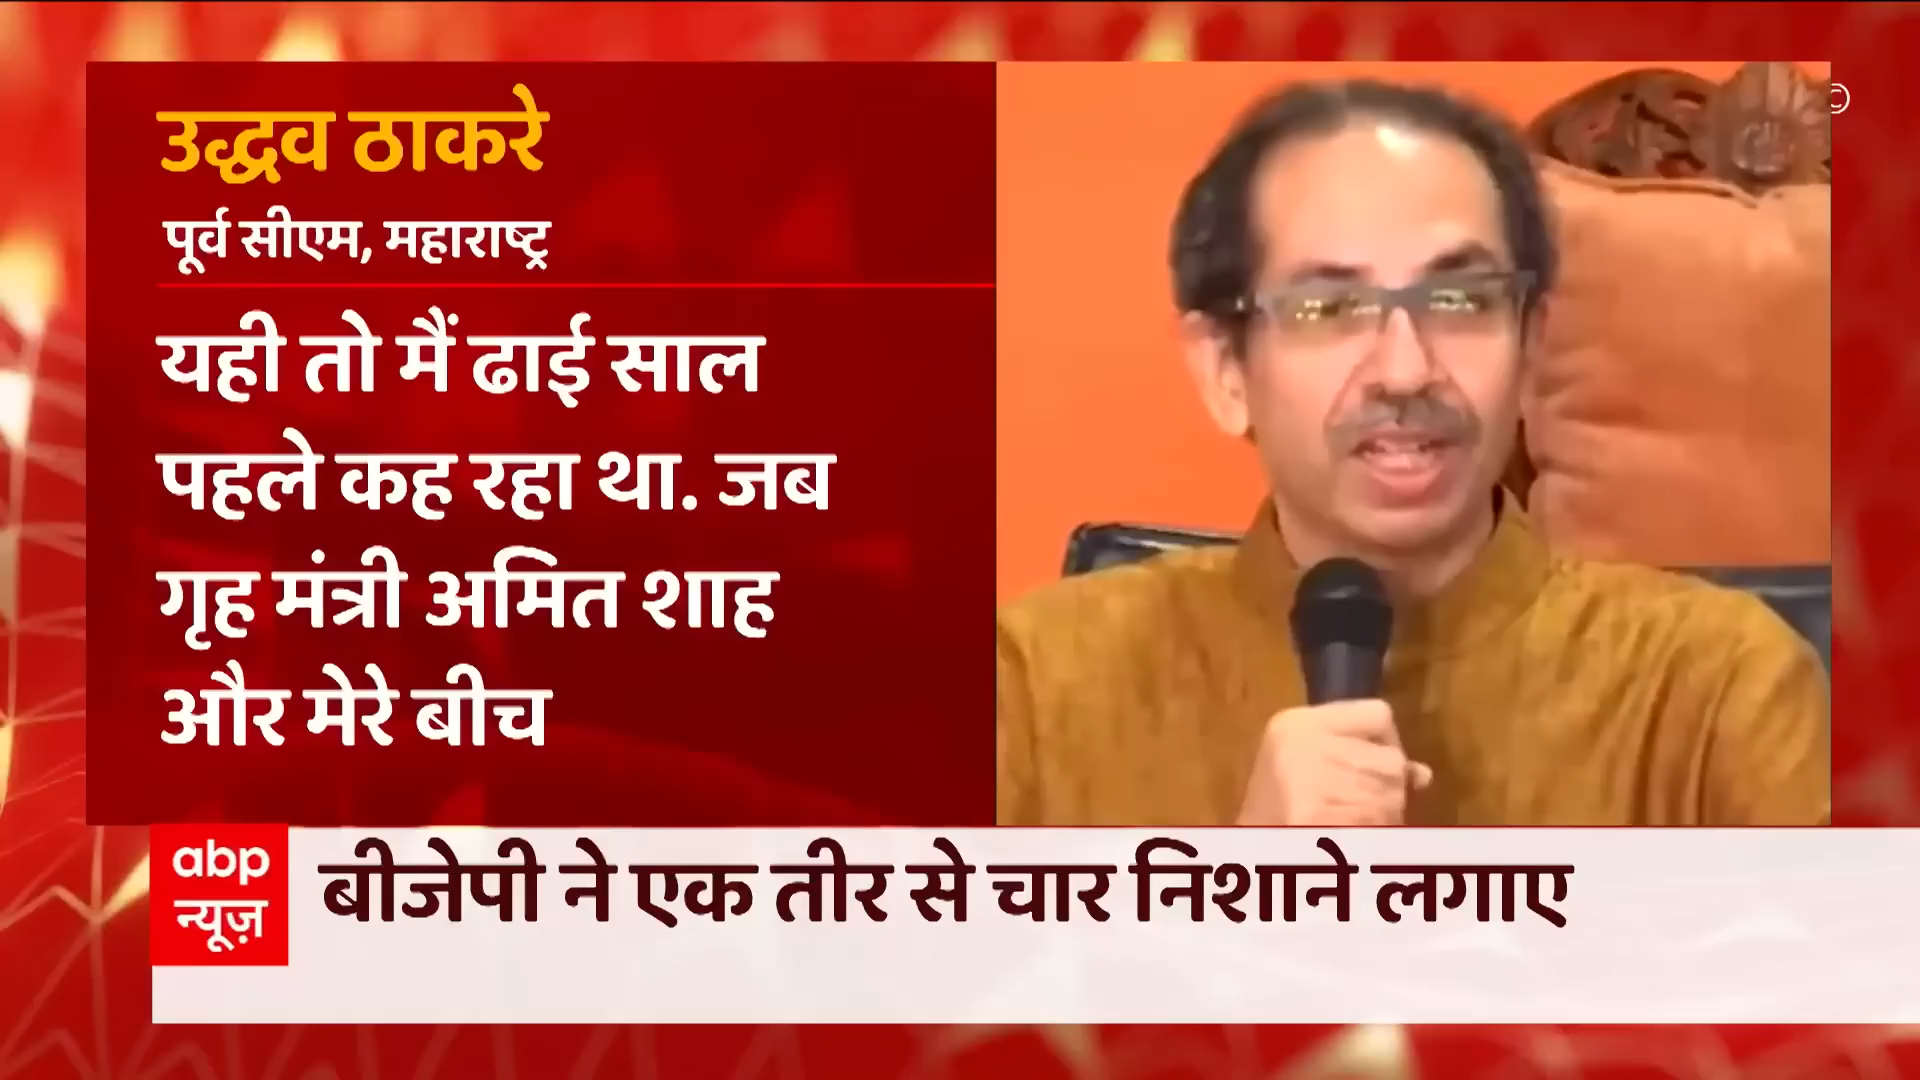 उद्धव ठाकरे
पूर्व सीएम, महाराष्ट्र
©
यही तो मैं ढाई साल
पहले कह रहा था. जब
गृह मंत्री अमित शाह
और मेरे बीच
abp
न्यूज़
बीजेपी ने एक तीर से चार निशाने लगाए